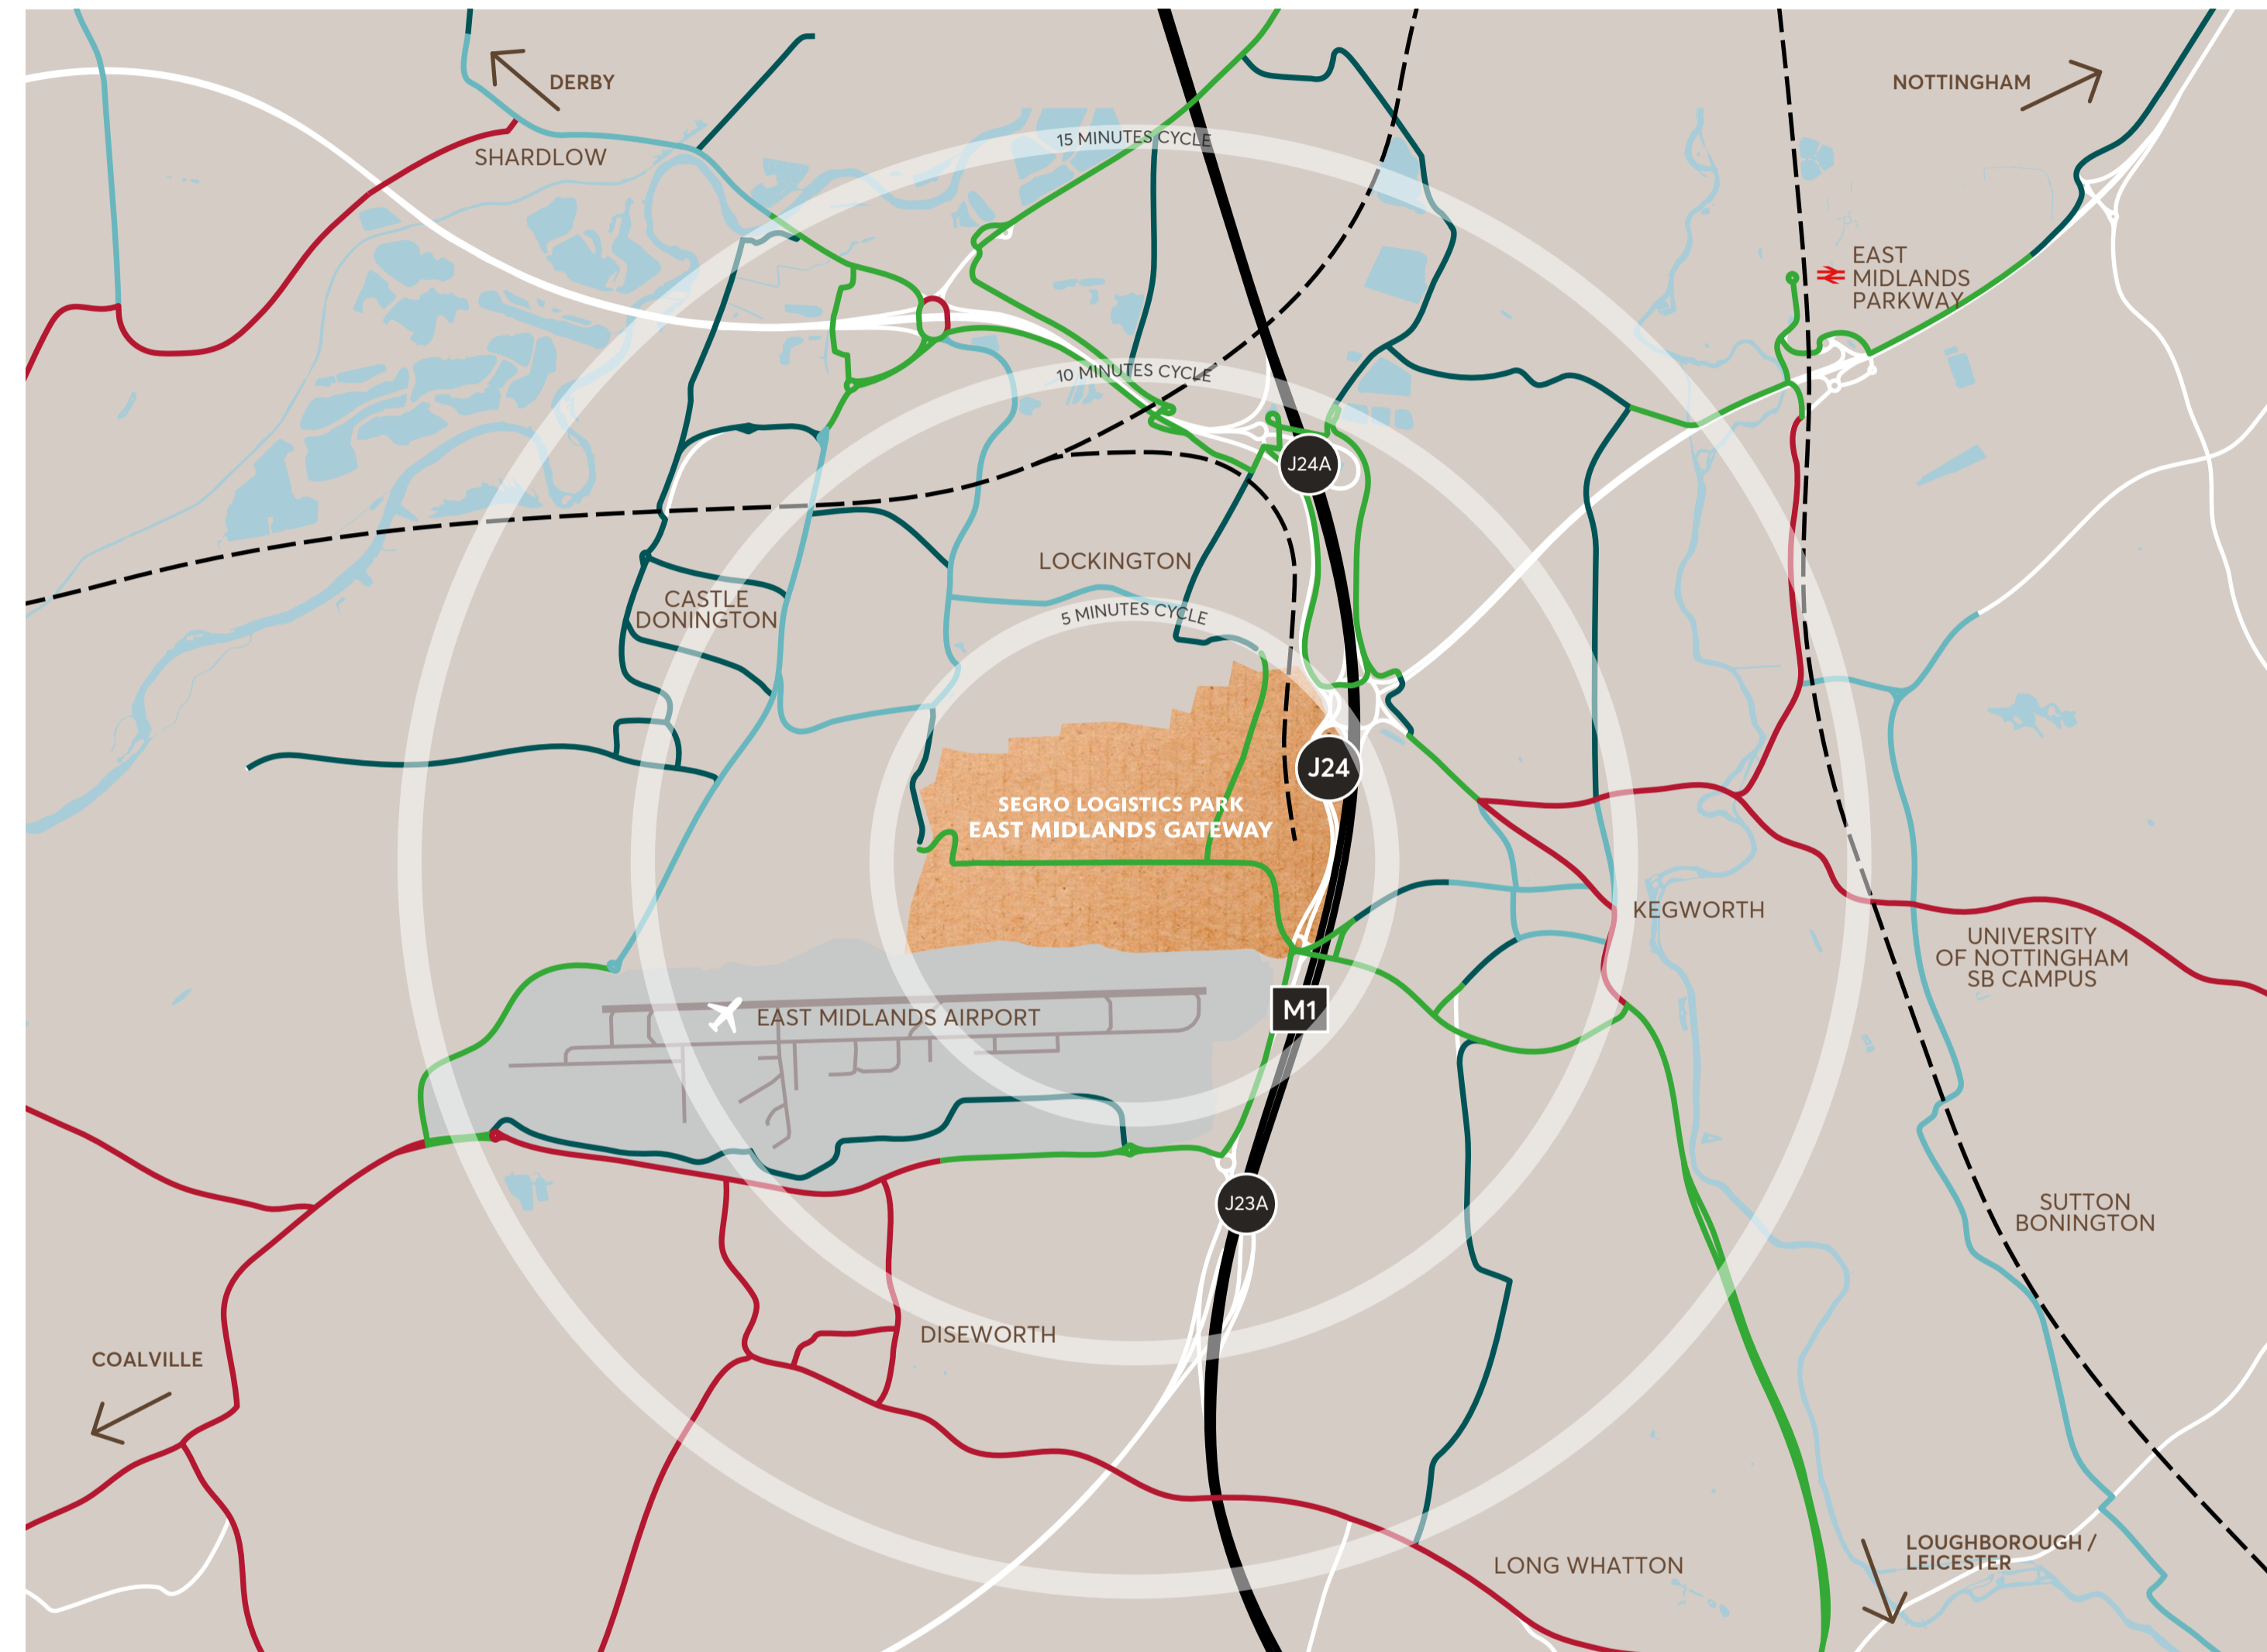 DERBY
NOTTINGHAM
15 MINUTES CYCLE
SHARDLOW
EAST
MIDLANDS
PARKWAY
10 MINUTES CYCLE
J24A
LOCKINGTON
CASTLE
DONINGTON
5 MINUTES CYCLE
J24
SEGRO LOGISTICS PARK
EAST MIDLANDS GATEWAY
KEGWORTH
UNIVERSITY
OF NOTTINGHAM
SB CAMPUS
M1
EAST MIDLANDS AIRPORT
J23A
SUTTON
BONINGTON
DISEWORTH
COALVILLE
LOUGHBOROUGH /
LEICESTER
LONG WHATTON